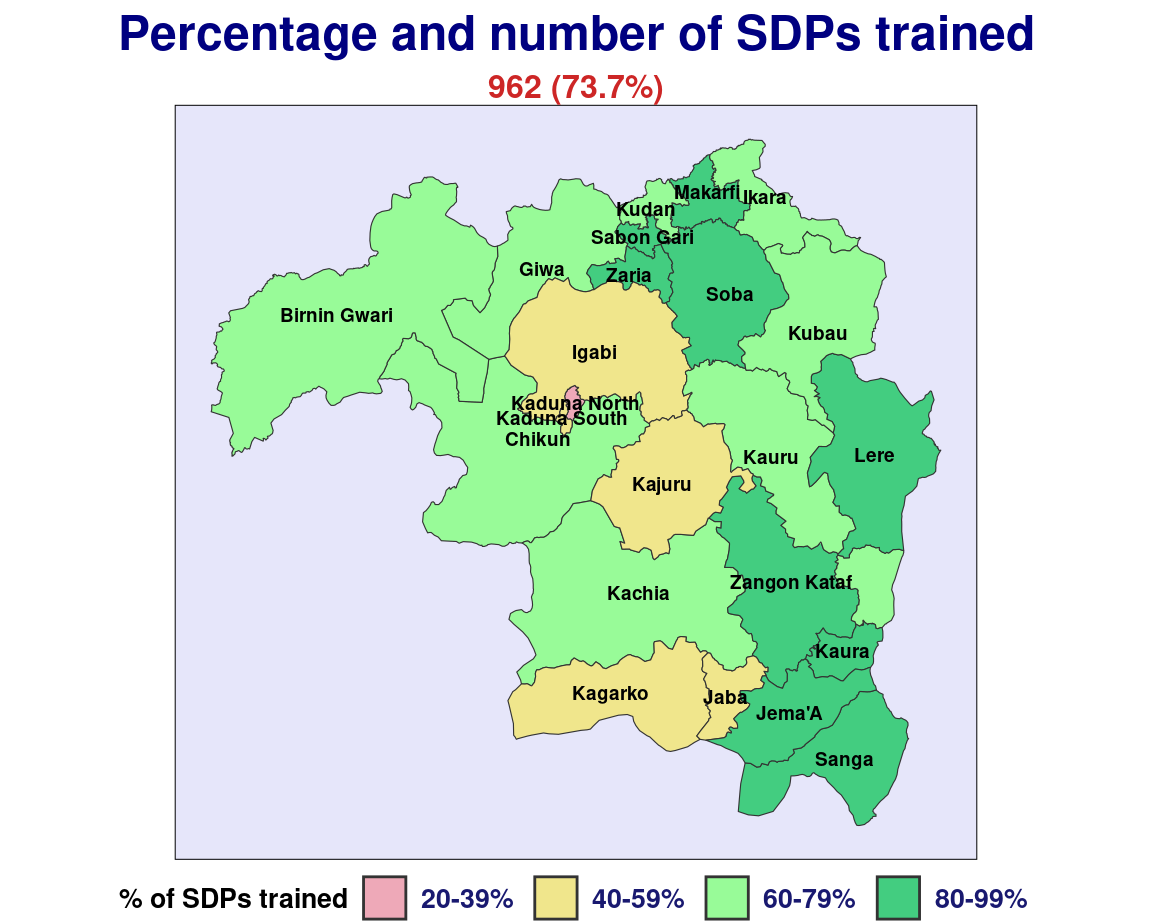 Percentage and number of SDPs trained
962 (73.7%)
Makarfi
Ikara
Kudan
Sabon Gari
Giwa
Zaria
Soba
Birnin Gwari
Kubau
Igabi
Kaduna North
Kaduna South
Chikun
Kauru
Lere
Kajuru
Zangon Kataf
Kachia
Kaura
Kagarko
Jaba
Jema'A
Sanga
% of SDPs trained 20-39% 40-59% 60-79% 80-99%